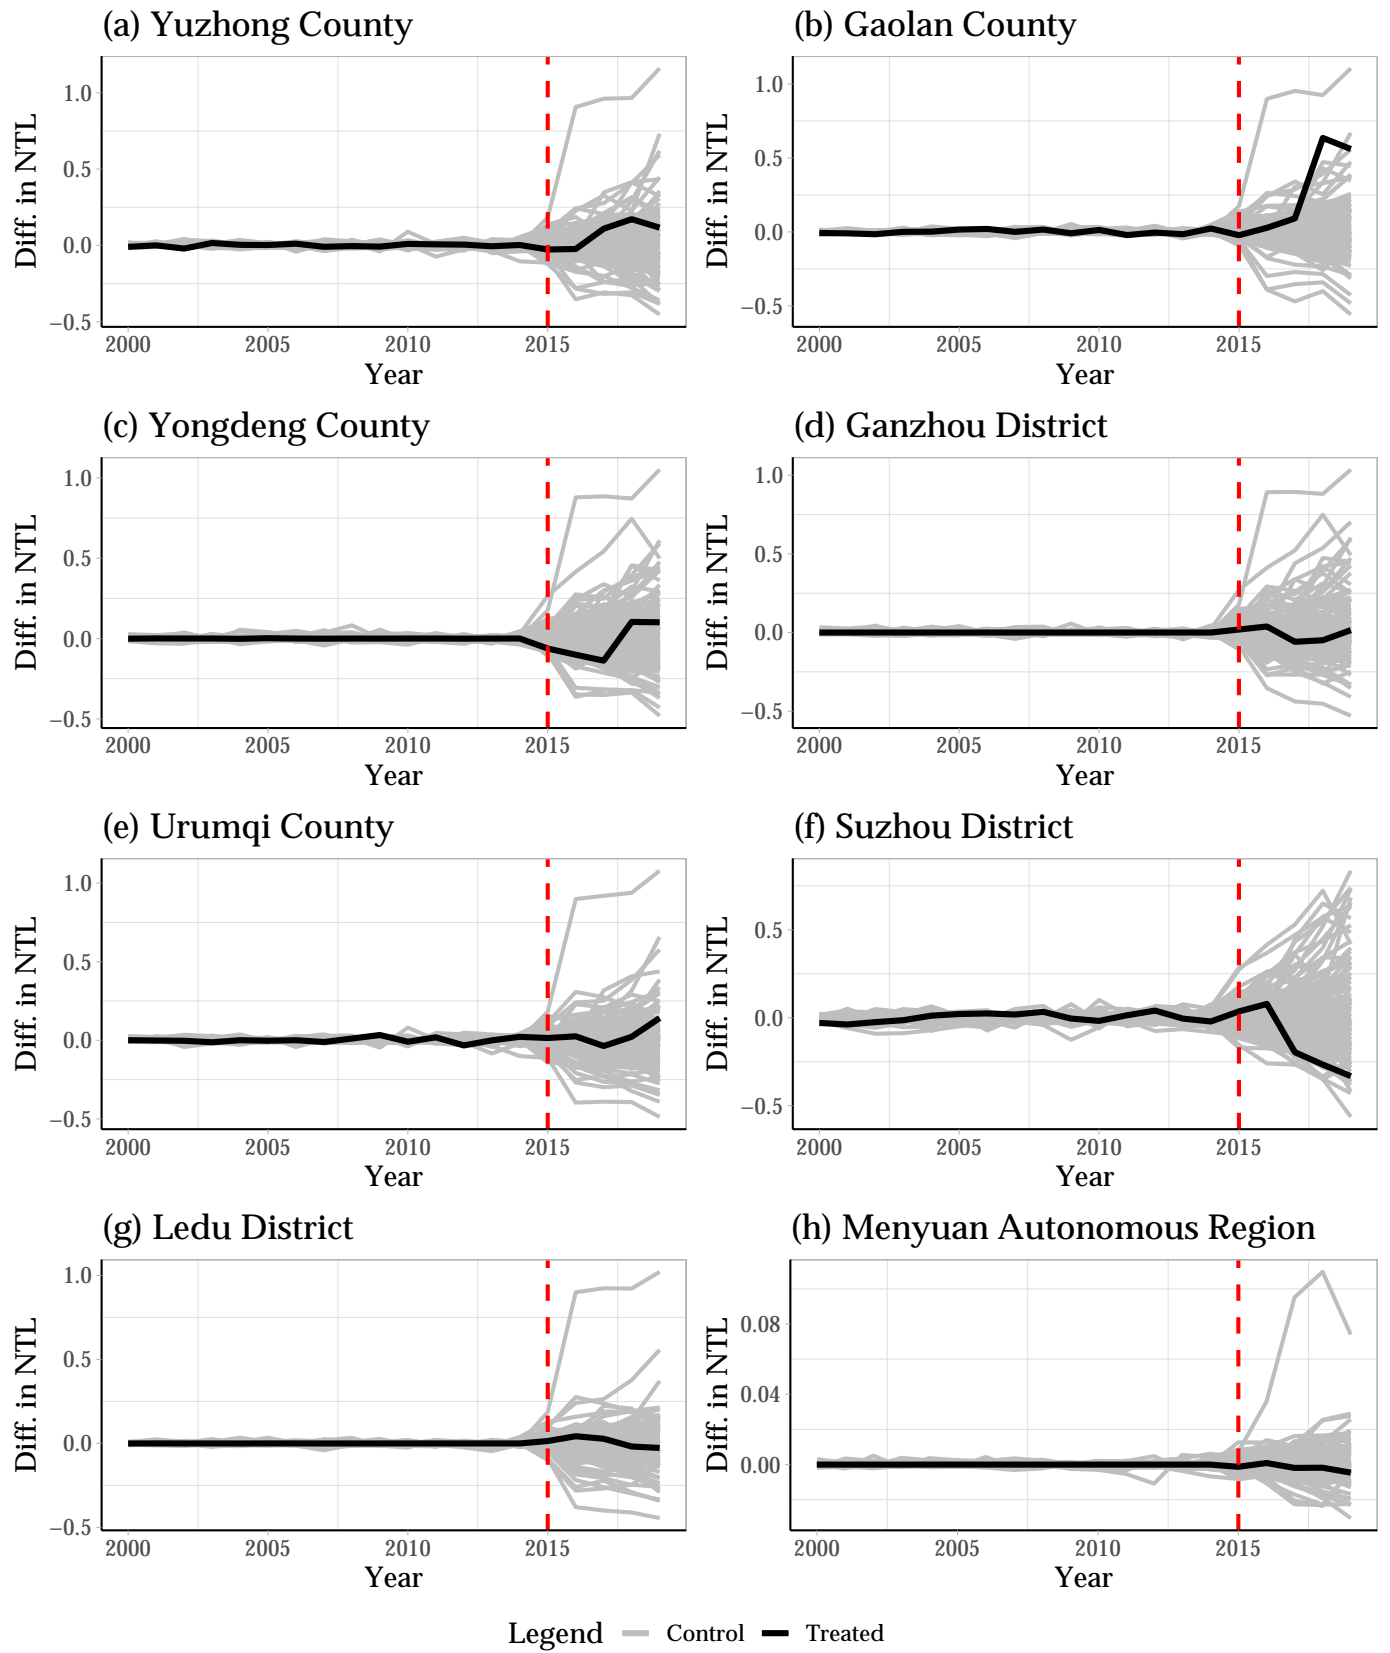 (a) Yuzhong County
Diff. in NTL
1.0
0.5
0.0
−0.5
2000 2005 2010 2015
Year
(b) Gaolan County
Diff. in NTL
1.0
0.5
0.0
−0.5
2000 2005 2010 2015
Year
(c) Yongdeng County
Diff. in NTL
1.0
0.5
0.0
−0.5
2000 2005 2010 2015
Year
(d) Ganzhou District
Diff. in NTL
1.0
0.5
0.0
−0.5
2000 2005 2010 2015
Year
(e) Urumqi County
Diff. in NTL
1.0
0.5
0.0
−0.5
2000 2005 2010 2015
Year
(f) Suzhou District
Diff. in NTL
0.5
0.0
−0.5
2000 2005 2010 2015
Year
(g) Ledu District
Diff. in NTL
1.0
0.5
0.0
−0.5
2000 2005 2010 2015
Year
(h) Menyuan Autonomous Region
Diff. in NTL
0.08
0.04
0.00
2000 2005 2010 2015
Year
Legend Control Treated